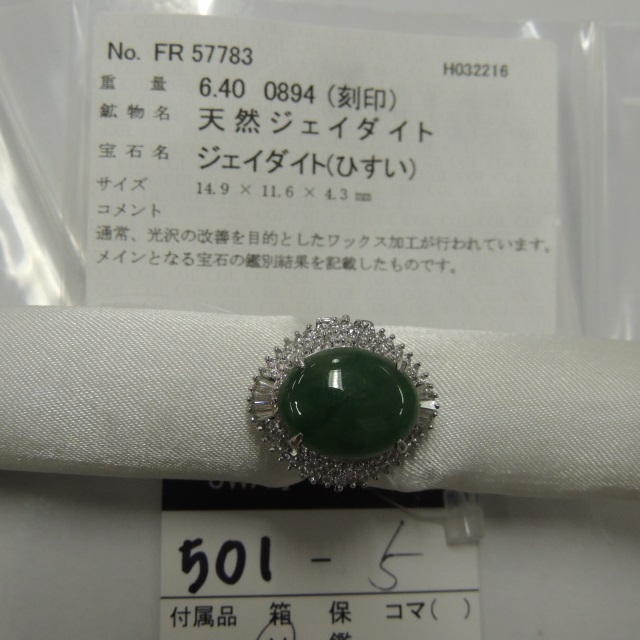 No. FR 57783 H032216
重 量 6.40 0894 (刻印)
鉱 物 名 天然ジェイダイト
宝 石 名 ジェイダイト(ひすい)
サ イ ズ 14.9 × 11.6 × 4.3 ㎜
コメント
通常、光沢の改善を目的としたワックス加工が行われています。
メインとなる宝石の鑑別結果を記載したものです。
501 - 5
付属品 箱 保 コマ( )